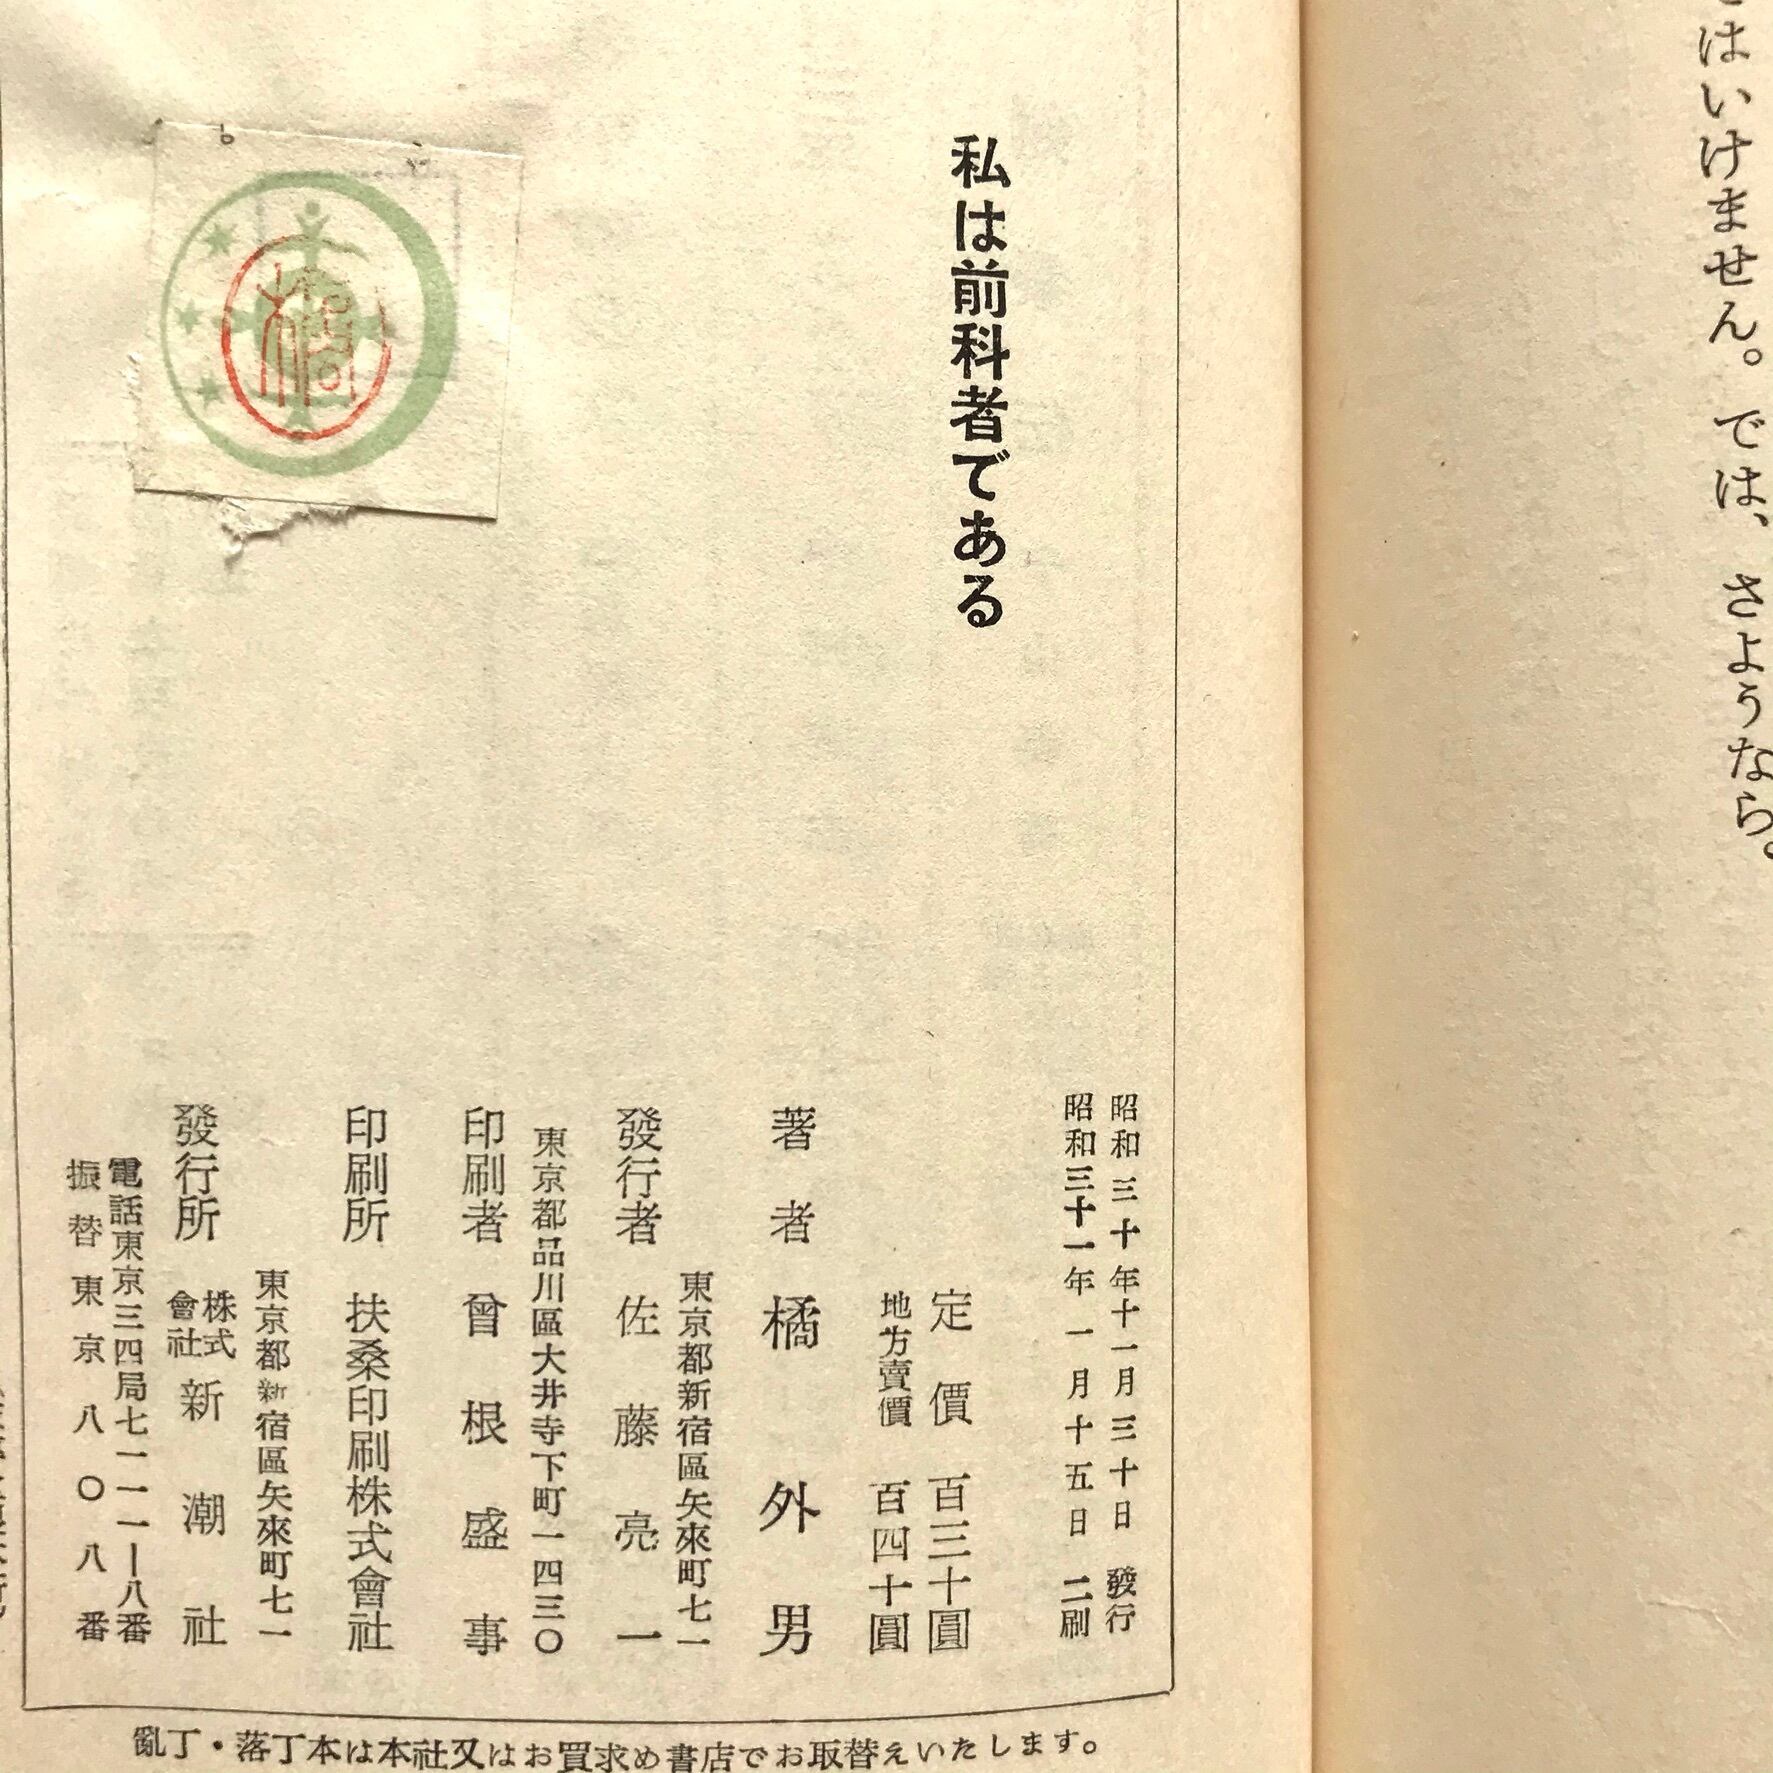 はいけません。では、さようなら。
私は前科者である
昭和三十年十一月三十日 發行
昭和三十一年一月十五日 二刷
定價 百三十圓
地方賣價 百四十圓
著者 橘外男
東京都新宿區矢來町七一
發行者 佐藤亮一
東京都品川區大井寺下町一四三〇
印刷者 曾根盛事
印刷所 扶桑印刷株式會社
東京都新宿區矢來町七一
發行所 株式會社 新潮社
電話東京三四局七一一一―八番
振替東京八〇八番
亂丁・落丁本は本社又はお買求め書店でお取替えいたします。
橘